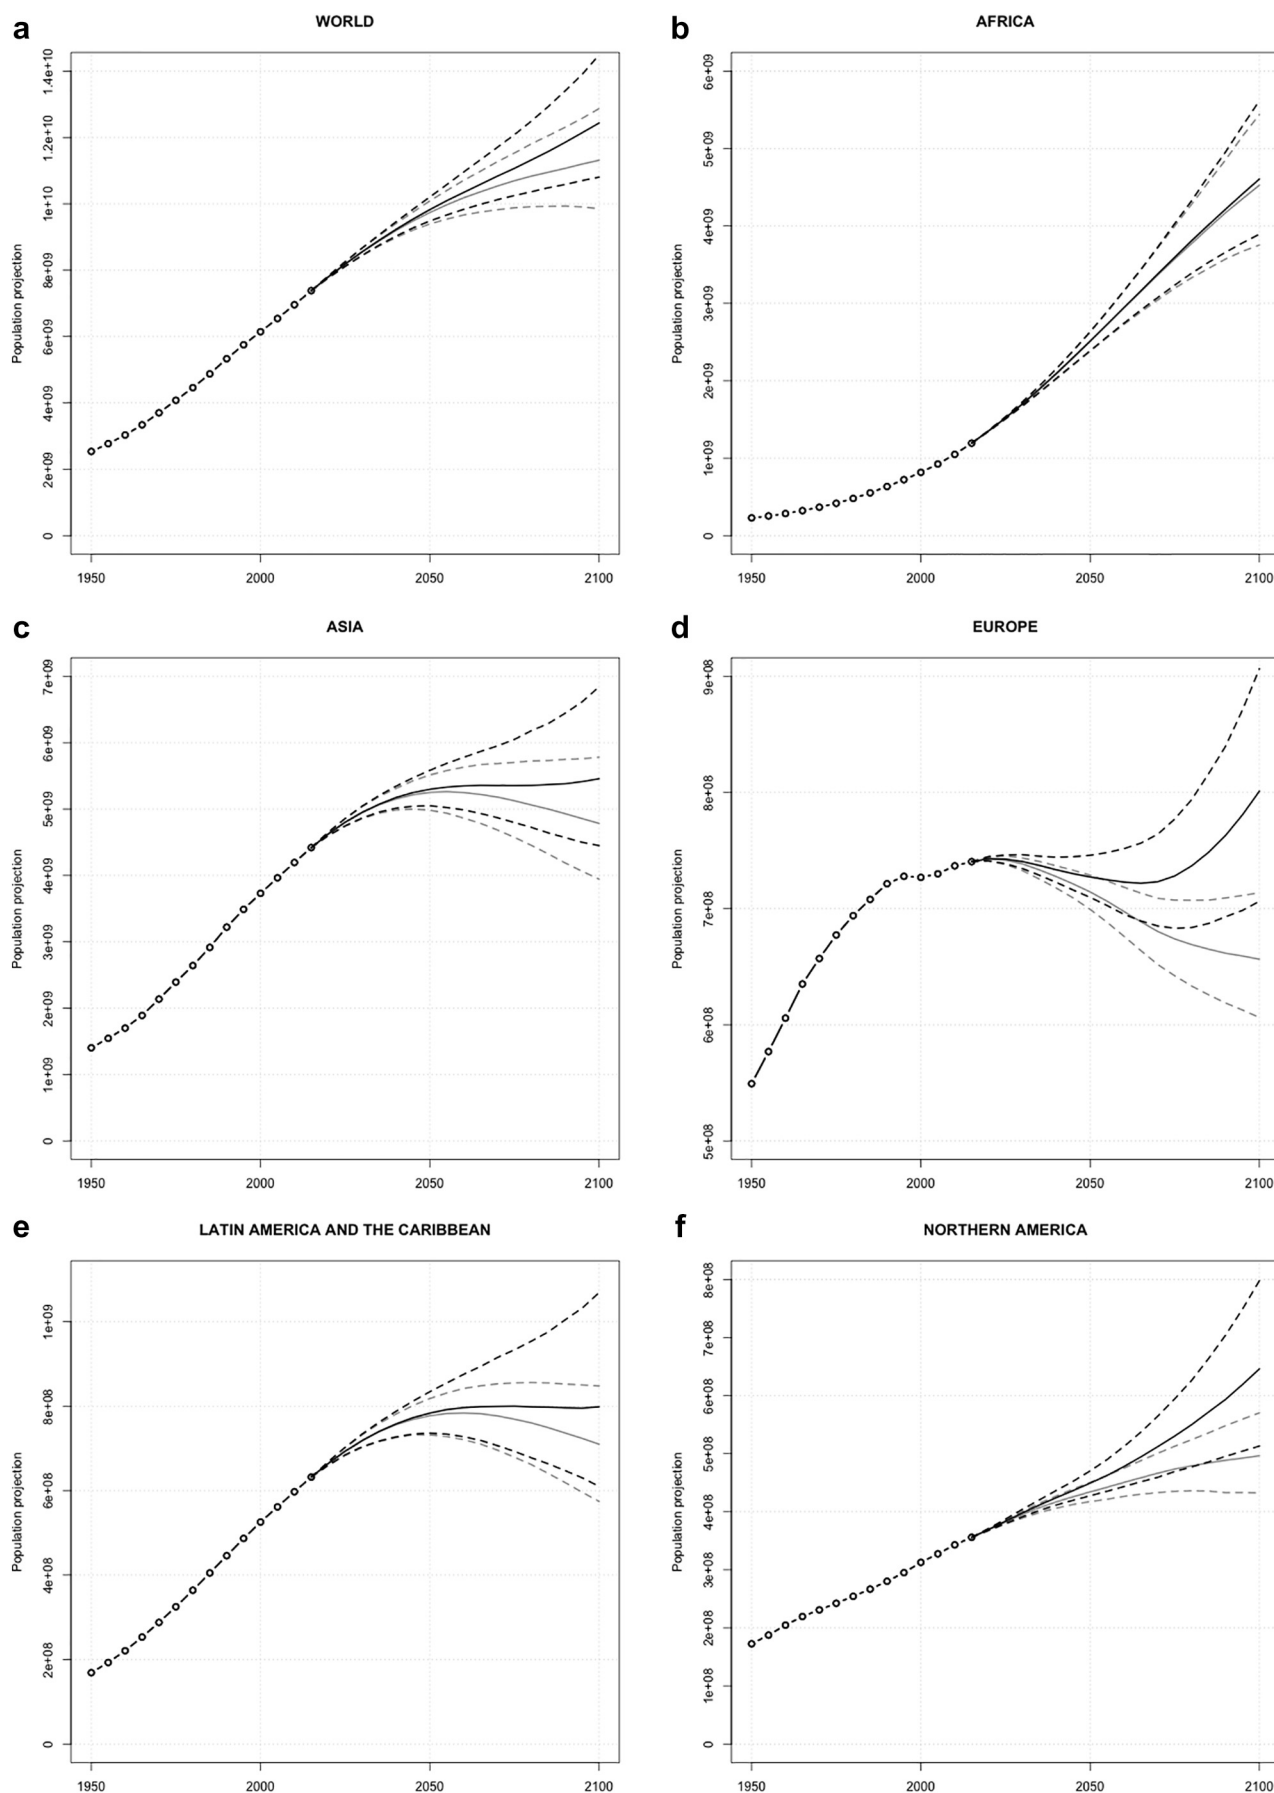 a
WORLD
Population projection
0
2e+09
4e+09
6e+09
8e+09
1e+10
1.2e+10
1.4e+10
1950
2000
2050
2100
b
AFRICA
Population projection
0
1e+09
2e+09
3e+09
4e+09
5e+09
6e+09
1950
2000
2050
2100
c
ASIA
Population projection
0
1e+09
2e+09
3e+09
4e+09
5e+09
6e+09
7e+09
1950
2000
2050
2100
d
EUROPE
Population projection
5e+08
6e+08
7e+08
8e+08
9e+08
1950
2000
2050
2100
e
LATIN AMERICA AND THE CARIBBEAN
Population projection
0
2e+08
4e+08
6e+08
8e+08
1e+09
1950
2000
2050
2100
f
NORTHERN AMERICA
Population projection
0
1e+08
2e+08
3e+08
4e+08
5e+08
6e+08
7e+08
8e+08
1950
2000
2050
2100